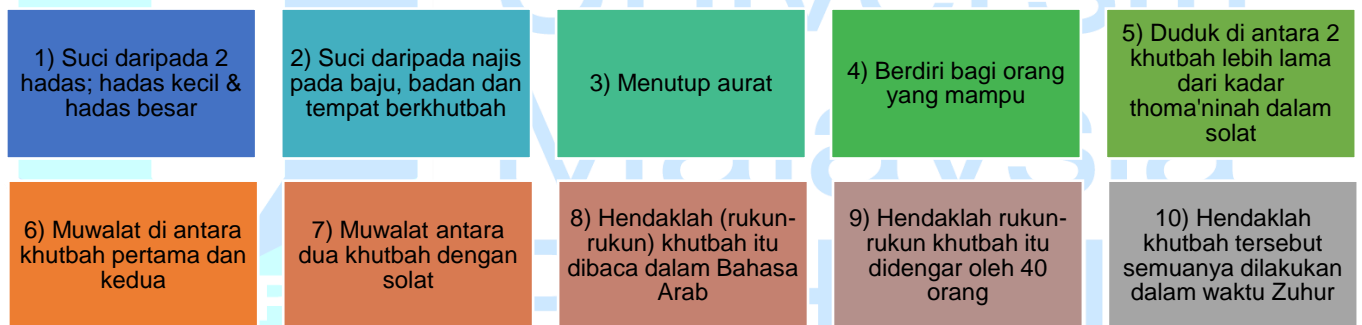 1) Suci daripada 2
hadas; hadas kecil &
hadas besar
2) Suci daripada najis
pada baju, badan dan
tempat berkhutbah
3) Menutup aurat
4) Berdiri bagi orang
yang mampu
5) Duduk di antara 2
khutbah lebih lama
dari kadar
thoma'ninah dalam
solat
6) Muwalat di antara
khutbah pertama dan
kedua
7) Muwalat antara
dua khutbah dengan
solat
8) Hendaklah (rukun-
rukun) khutbah itu
dibaca dalam Bahasa
Arab
9) Hendaklah rukun-
rukun khutbah itu
didengar oleh 40
orang
10) Hendaklah
khutbah tersebut
semuanya dilakukan
dalam waktu Zuhur